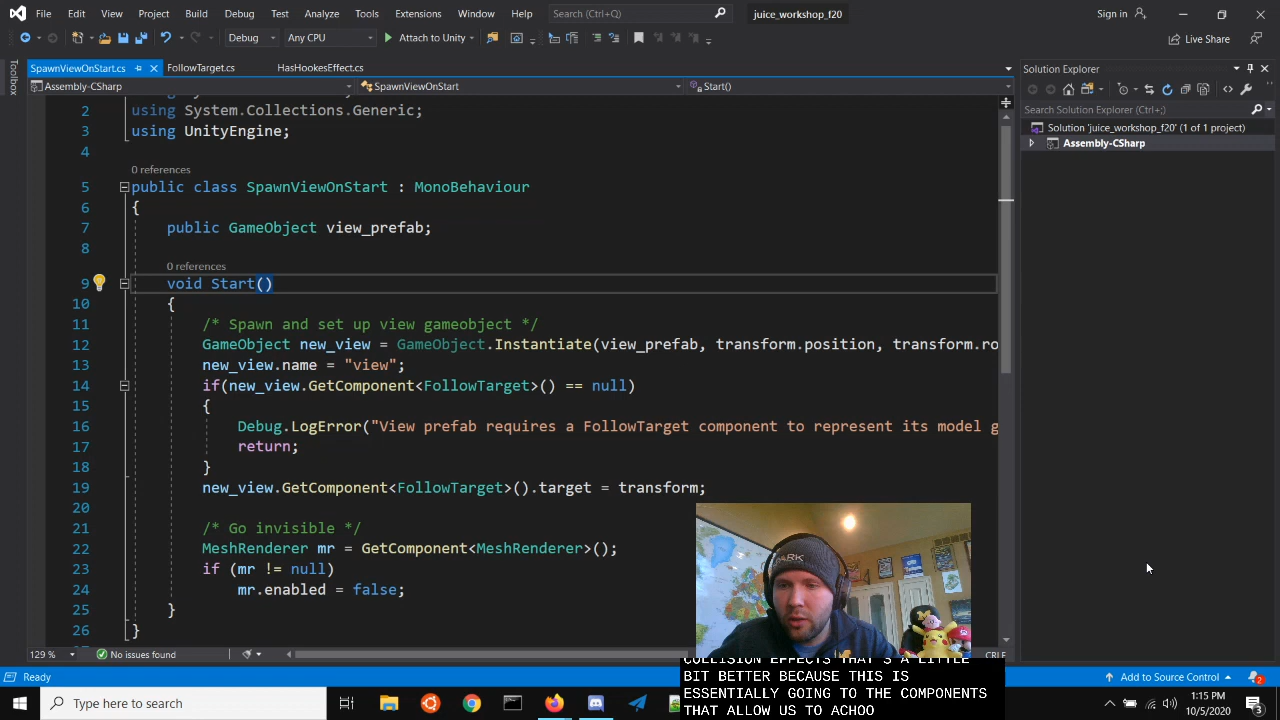 File Edit View Project Build Debug Test Analyze Tools Extensions Window Help Search (Ctrl+Q) juice_workshop_f20 Sign in
Debug Any CPU Attach to Unity Live Share
Toolbox
SpawnViewOnStart.cs FollowTarget.cs HasHookesEffect.cs
Assembly-CSharp SpawnViewOnStart Start()
2 using System.Collections.Generic;
3 using UnityEngine;
4
0 references
5 public class SpawnViewOnStart : MonoBehaviour
6 {
7 public GameObject view_prefab;
8
0 references
9 void Start()
10 {
11 /* Spawn and set up view gameobject */
12 GameObject new_view = GameObject.Instantiate(view_prefab, transform.position, transform.ro
13 new_view.name = "view";
14 if(new_view.GetComponent<FollowTarget>() == null)
15 {
16 Debug.LogError("View prefab requires a FollowTarget component to represent its model g
17 return;
18 }
19 new_view.GetComponent<FollowTarget>().target = transform;
20
21 /* Go invisible */
22 MeshRenderer mr = GetComponent<MeshRenderer>();
23 if (mr != null)
24 mr.enabled = false;
25 }
26 }
129 % No issues found CRLF
Solution Explorer
Search Solution Explorer (Ctrl+;)
Solution 'juice_workshop_f20' (1 of 1 project)
Assembly-CSharp
COLLISION EFFECTS THAT'S A LITTLE
BIT BETTER BECAUSE THIS IS
ESSENTIALLY GOING TO THE COMPONENTS
THAT ALLOW US TO ACHOO
Ready Add to Source Control 2
Type here to search 1:15 PM
10/5/2020 3